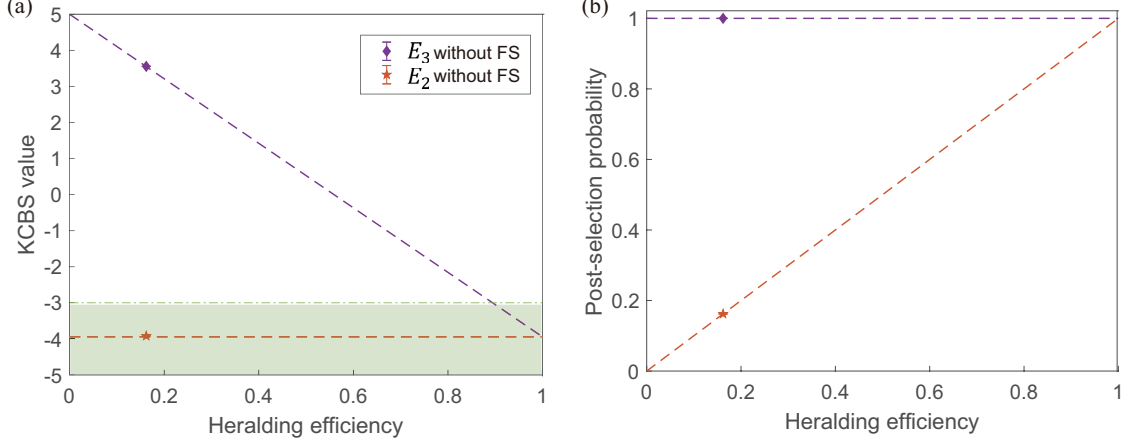 (a)
KCBS value
5
4
3
2
1
0
-1
-2
-3
-4
-5
0 0.2 0.4 0.6 0.8 1
Heralding efficiency
E3 without FS
E2 without FS
(b)
Post-selection probability
1
0.8
0.6
0.4
0.2
0
0 0.2 0.4 0.6 0.8 1
Heralding efficiency